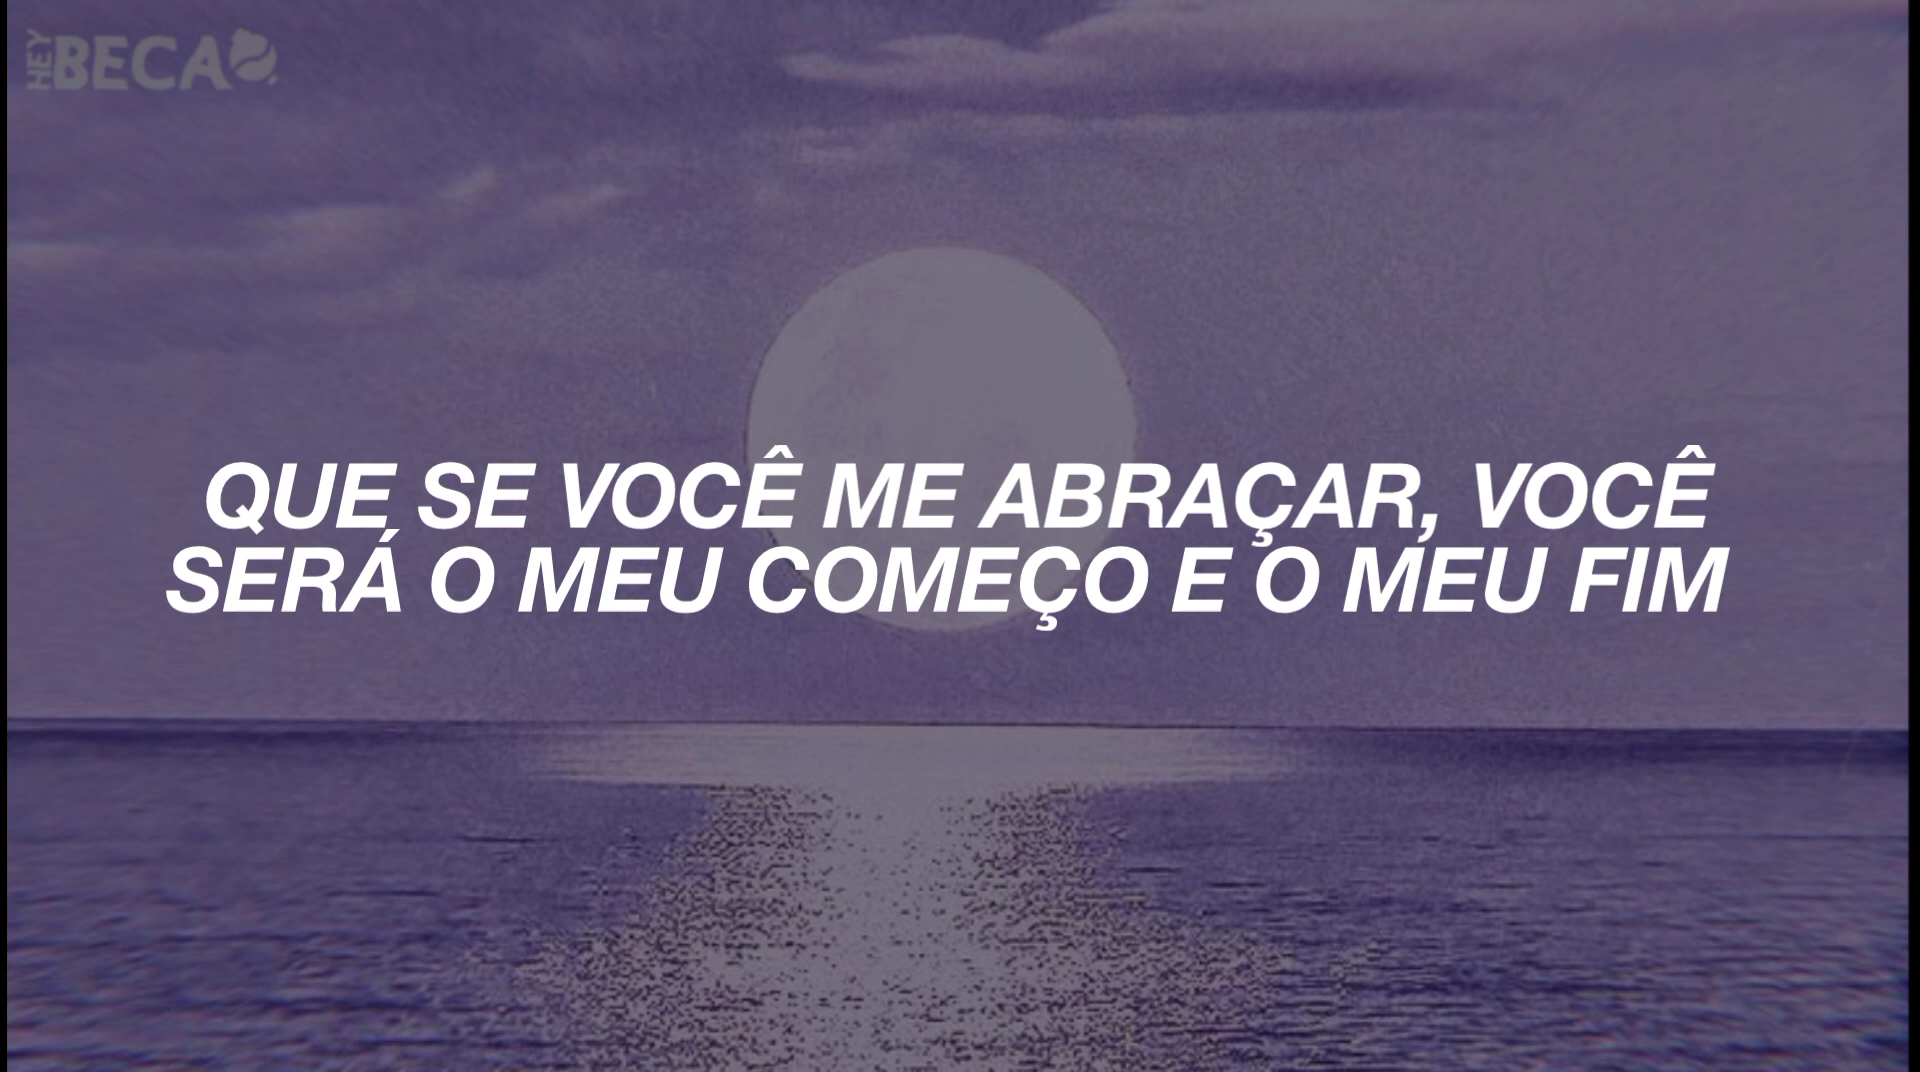 HEY BECA
QUE SE VOCÊ ME ABRAÇAR, VOCÊ
SERÁ O MEU COMEÇO E O MEU FIM